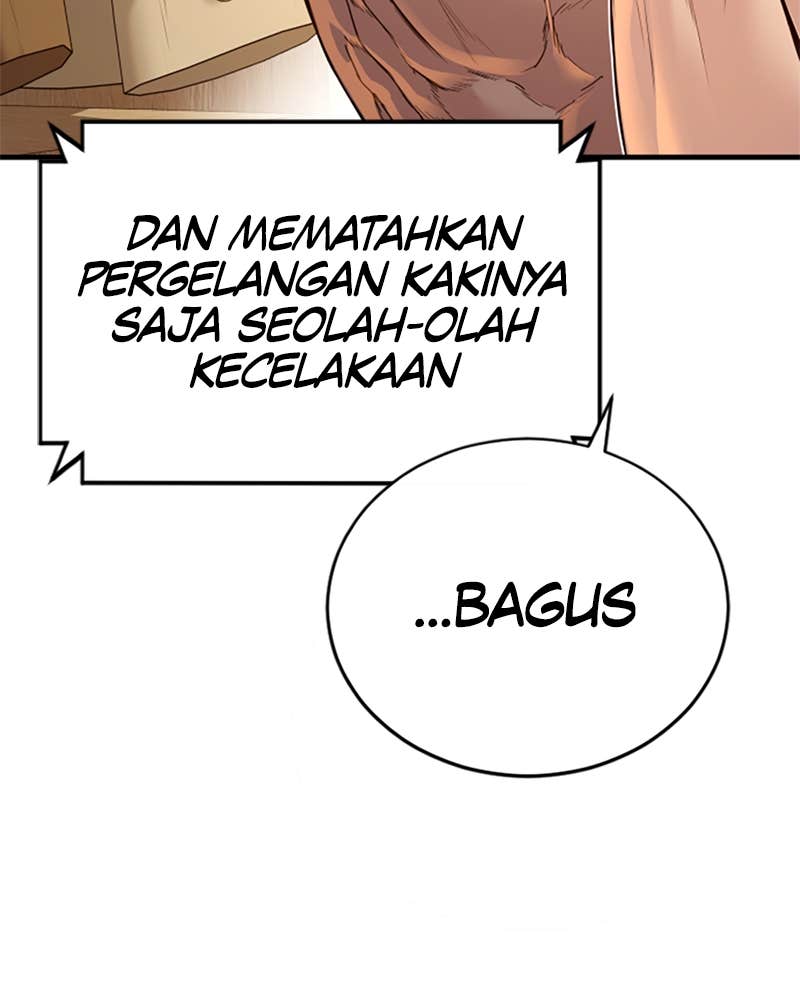 DAN MEMATAHKAN
PERGELANGAN KAKINYA
SAJA SEOLAH-OLAH
KECELAKAAN
...BAGUS